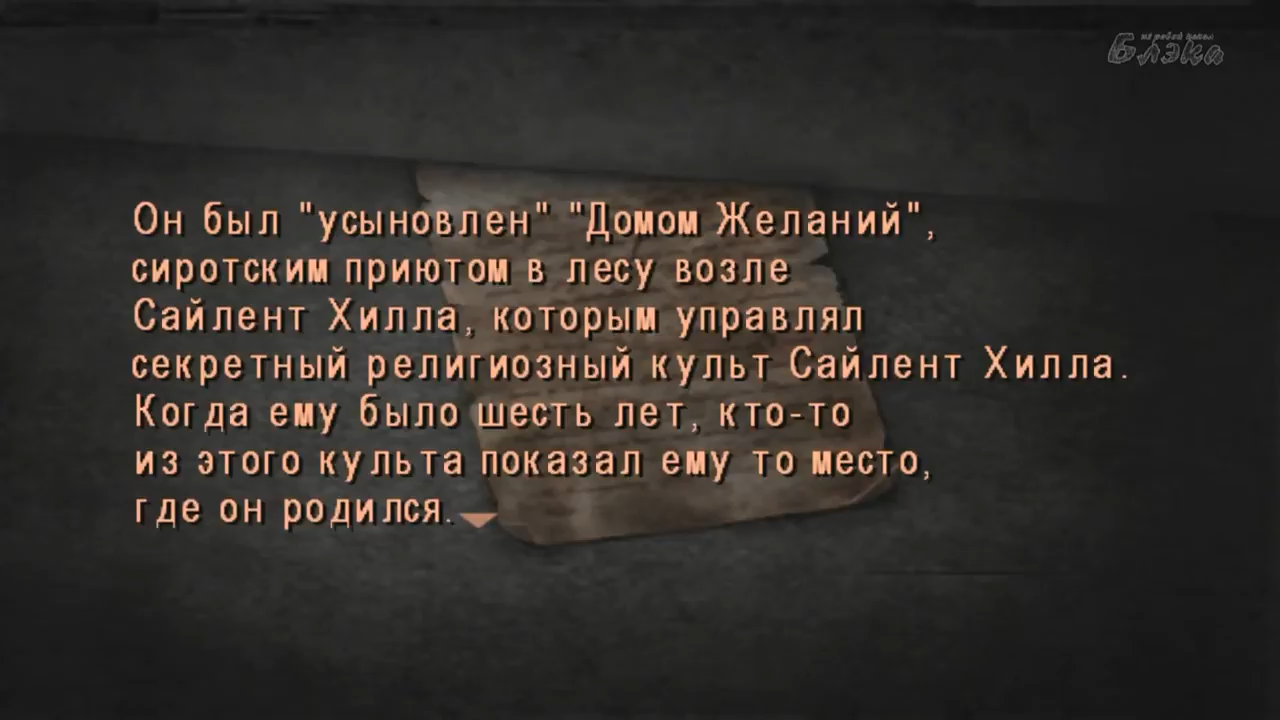 Блэка
Он был "усыновлен" "Домом Желаний",
сиротским приютом в лесу возле
Сайлент Хилла, которым управлял
секретный религиозный культ Сайлент Хилла.
Когда ему было шесть лет, кто-то
из этого культа показал ему то место,
где он родился.